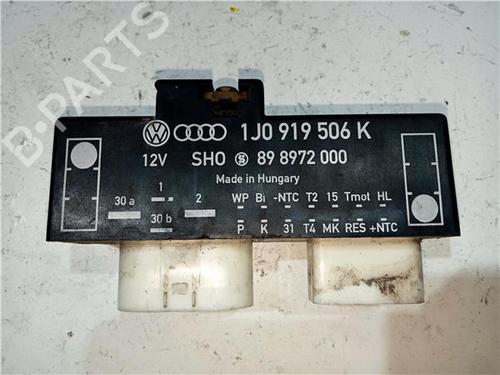 B-PARTS
1J0 919 506 K
12V SHO 89 8972 000
Made in Hungary
30 a 1 2 WP Bi -NTC T2 15 Tmot HL
30 b P K 31 T4 MK RES +NTC